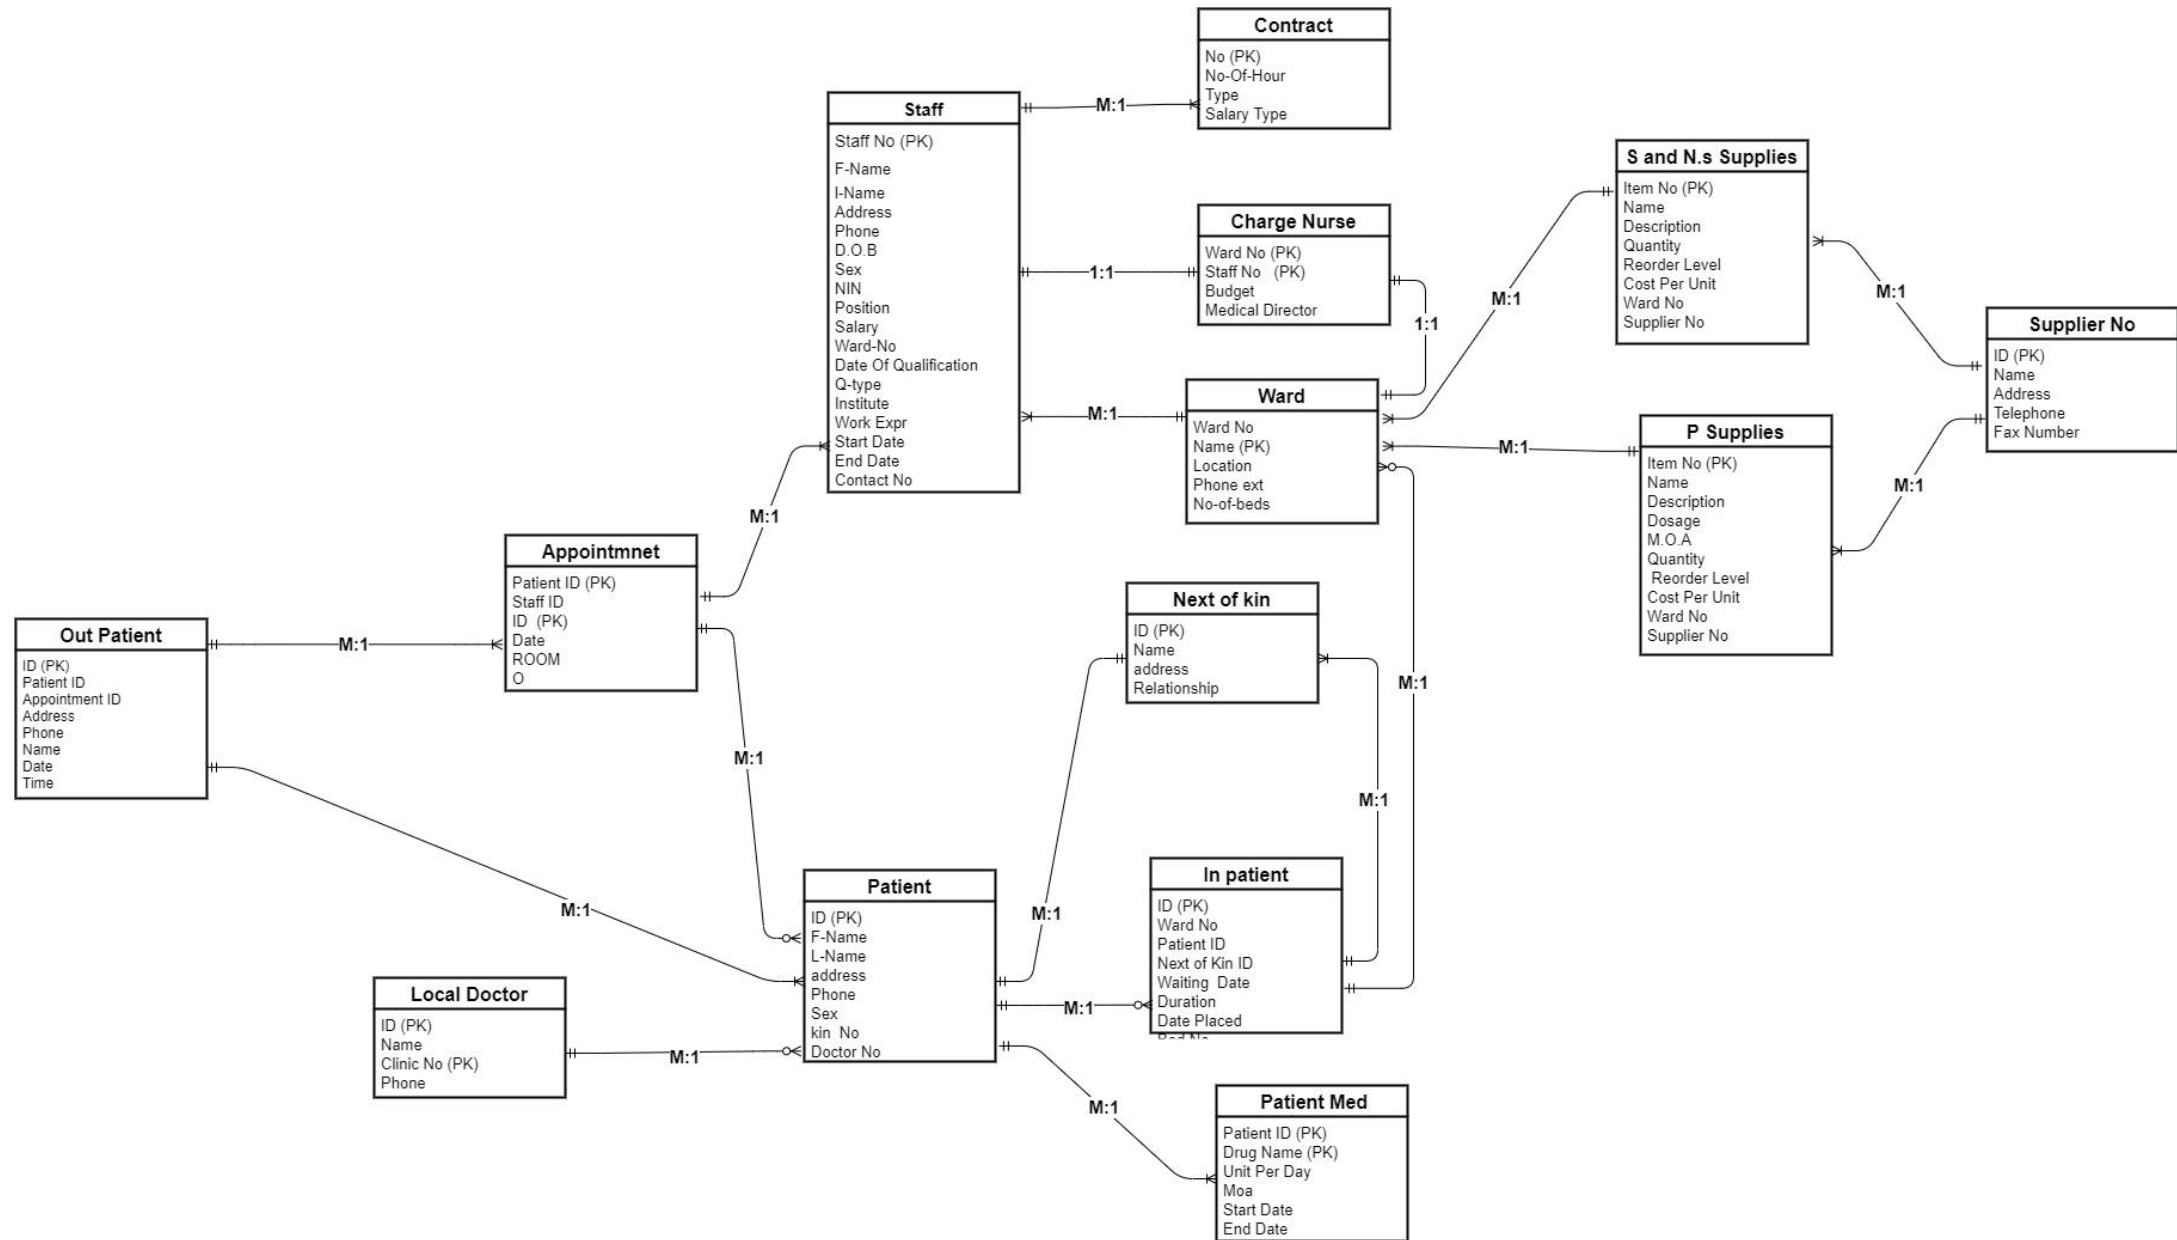 Contract
No (PK)
No-Of-Hour
Type
Salary Type
Staff
Staff No (PK)
F-Name
I-Name
Address
Phone
D.O.B
Sex
NIN
Position
Salary
Ward-No
Date Of Qualification
Q-type
Institute
Work Expr
Start Date
End Date
Contact No
M:1
Charge Nurse
Ward No (PK)
Staff No (PK)
Budget
Medical Director
1:1
1:1
Ward
Ward No
Name (PK)
Location
Phone ext
No-of-beds
M:1
S and N.s Supplies
Item No (PK)
Name
Description
Quantity
Reorder Level
Cost Per Unit
Ward No
Supplier No
M:1
M:1
Supplier No
ID (PK)
Name
Address
Telephone
Fax Number
P Supplies
Item No (PK)
Name
Description
Dosage
M.O.A
Quantity
Reorder Level
Cost Per Unit
Ward No
Supplier No
M:1
M:1
Appointmnet
Patient ID (PK)
Staff ID
ID (PK)
Date
ROOM
O
M:1
Out Patient
ID (PK)
Patient ID
Appointment ID
Address
Phone
Name
Date
Time
M:1
M:1
M:1
Next of kin
ID (PK)
Name
address
Relationship
M:1
M:1
M:1
Patient
ID (PK)
F-Name
L-Name
address
Phone
Sex
kin No
Doctor No
In patient
ID (PK)
Ward No
Patient ID
Next of Kin ID
Waiting Date
Duration
Date Placed
M:1
Local Doctor
ID (PK)
Name
Clinic No (PK)
Phone
M:1
M:1
Patient Med
Patient ID (PK)
Drug Name (PK)
Unit Per Day
Moa
Start Date
End Date